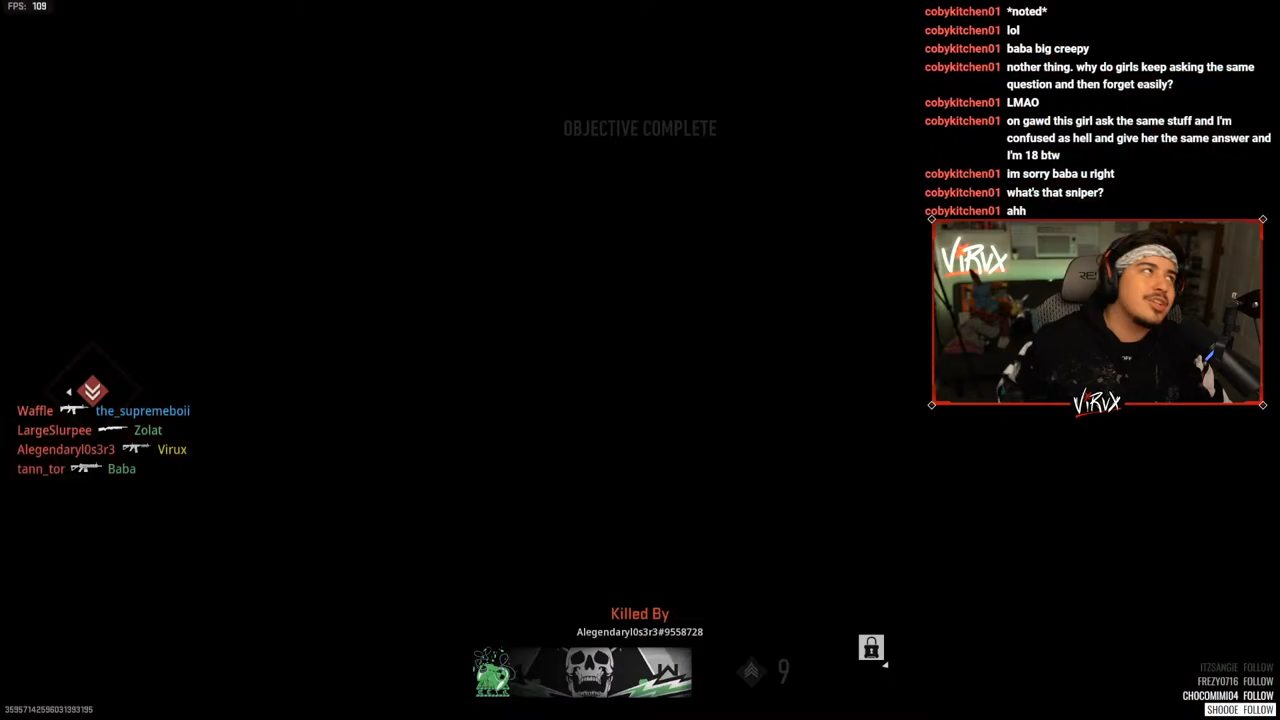 FPS: 109
cobykitchen01 *noted*
cobykitchen01 lol
cobykitchen01 baba big creepy
cobykitchen01 nother thing. why do girls keep asking the same
question and then forget easily?
cobykitchen01 LMAO
cobykitchen01 on gawd this girl ask the same stuff and I'm
confused as hell and give her the same answer and
I'm 18 btw
cobykitchen01 im sorry baba u right
cobykitchen01 what's that sniper?
cobykitchen01 ahh
OBJECTIVE COMPLETE
ViRVX
ViRVX
Waffle the_supremeboii
LargeSlurpee Zolat
Alegendaryl0s3r3 Virux
tann_tor Baba
Killed By
Alegendaryl0s3r3#9558728
9
ITZSANGIE FOLLOW
FREZY0716 FOLLOW
CHOCOMIMI04 FOLLOW
SHOOOE FOLLOW
35957142596031393195